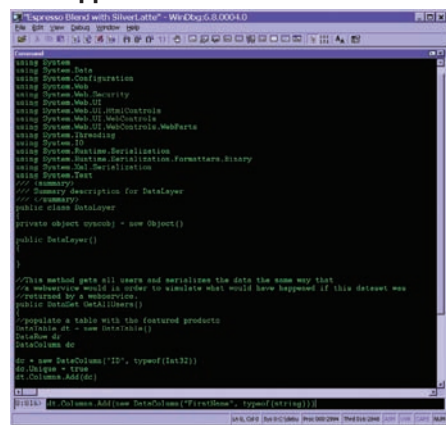 "Espresso Blend with SilverLatte" - WinDbg:6.8.0004.0
File Edit View Debug Window Help
Command
using System
using System.Data
using System.Configuration
using System.Web
using System.Web.Security
using System.Web.UI
using System.Web.UI.HtmlControls
using System.Web.UI.WebControls
using System.Web.UI.WebControls.WebParts
using System.Threading
using System.IO
using System.Runtime.Serialization
using System.Runtime.Serialization.Formatters.Binary
using System.Xml.Serialization
using System.Text
/// <summary>
/// Summary description for DataLayer
/// </summary>
public class DataLayer
{
private object syncobj = new Object()
public DataLayer()
{
}
//This method gets all users and serializes the data the same way that
//a webservice would in order to simulate what would have happened if this dataset was
//returned by a webservice.
public DataSet GetAllUsers()
{
//populate a table with the featured products
DataTable dt = new DataTable()
DataRow dr
DataColumn dc
dc = new DataColumn("ID", typeof(Int32))
dc.Unique = true
dt.Columns.Add(dc)
dt.Columns.Add(new DataColumn("FirstName", typeof(string)))